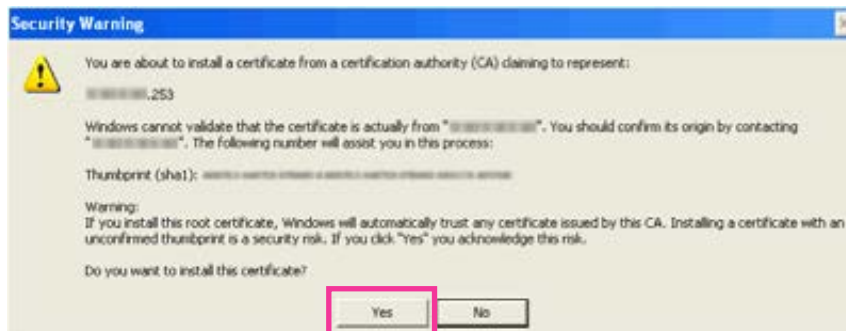 Security Warning
You are about to install a certificate from a certification authority (CA) claiming to represent:
.253
Windows cannot validate that the certificate is actually from "". You should confirm its origin by contacting
"". The following number will assist you in this process:
Thumbprint (sha1):
Warning:
If you install this root certificate, Windows will automatically trust any certificate issued by this CA. Installing a certificate with an
unconfirmed thumbprint is a security risk. If you click "Yes" you acknowledge this risk.
Do you want to install this certificate?
Yes No